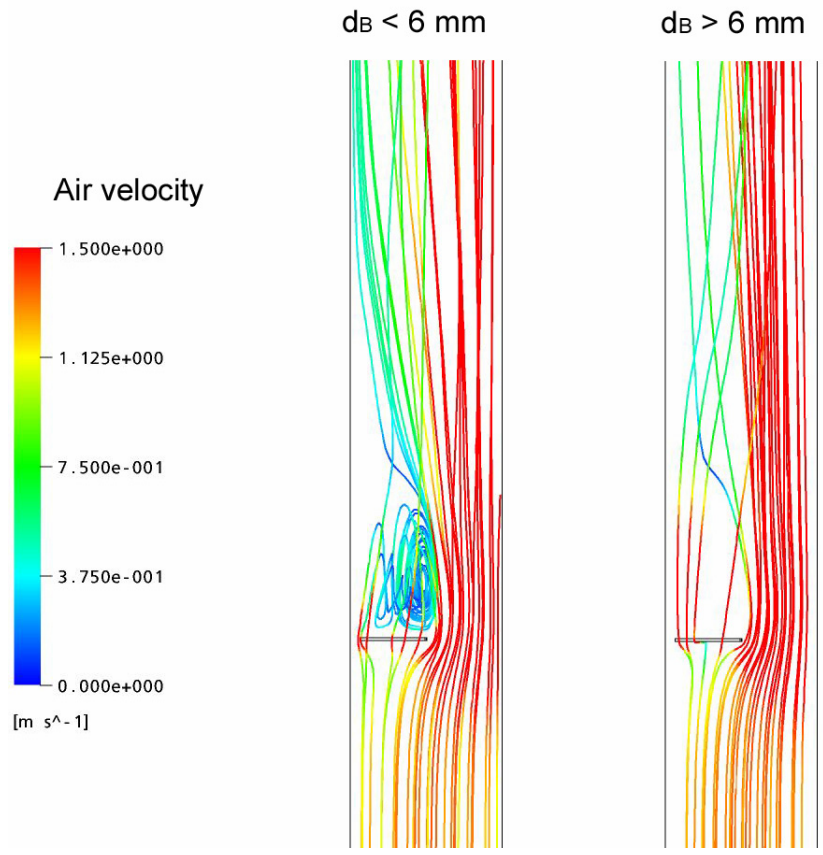 dB < 6 mm
dB > 6 mm
Air velocity
1.500e+000
1.125e+000
7.500e-001
3.750e-001
0.000e+000
[m s^-1]